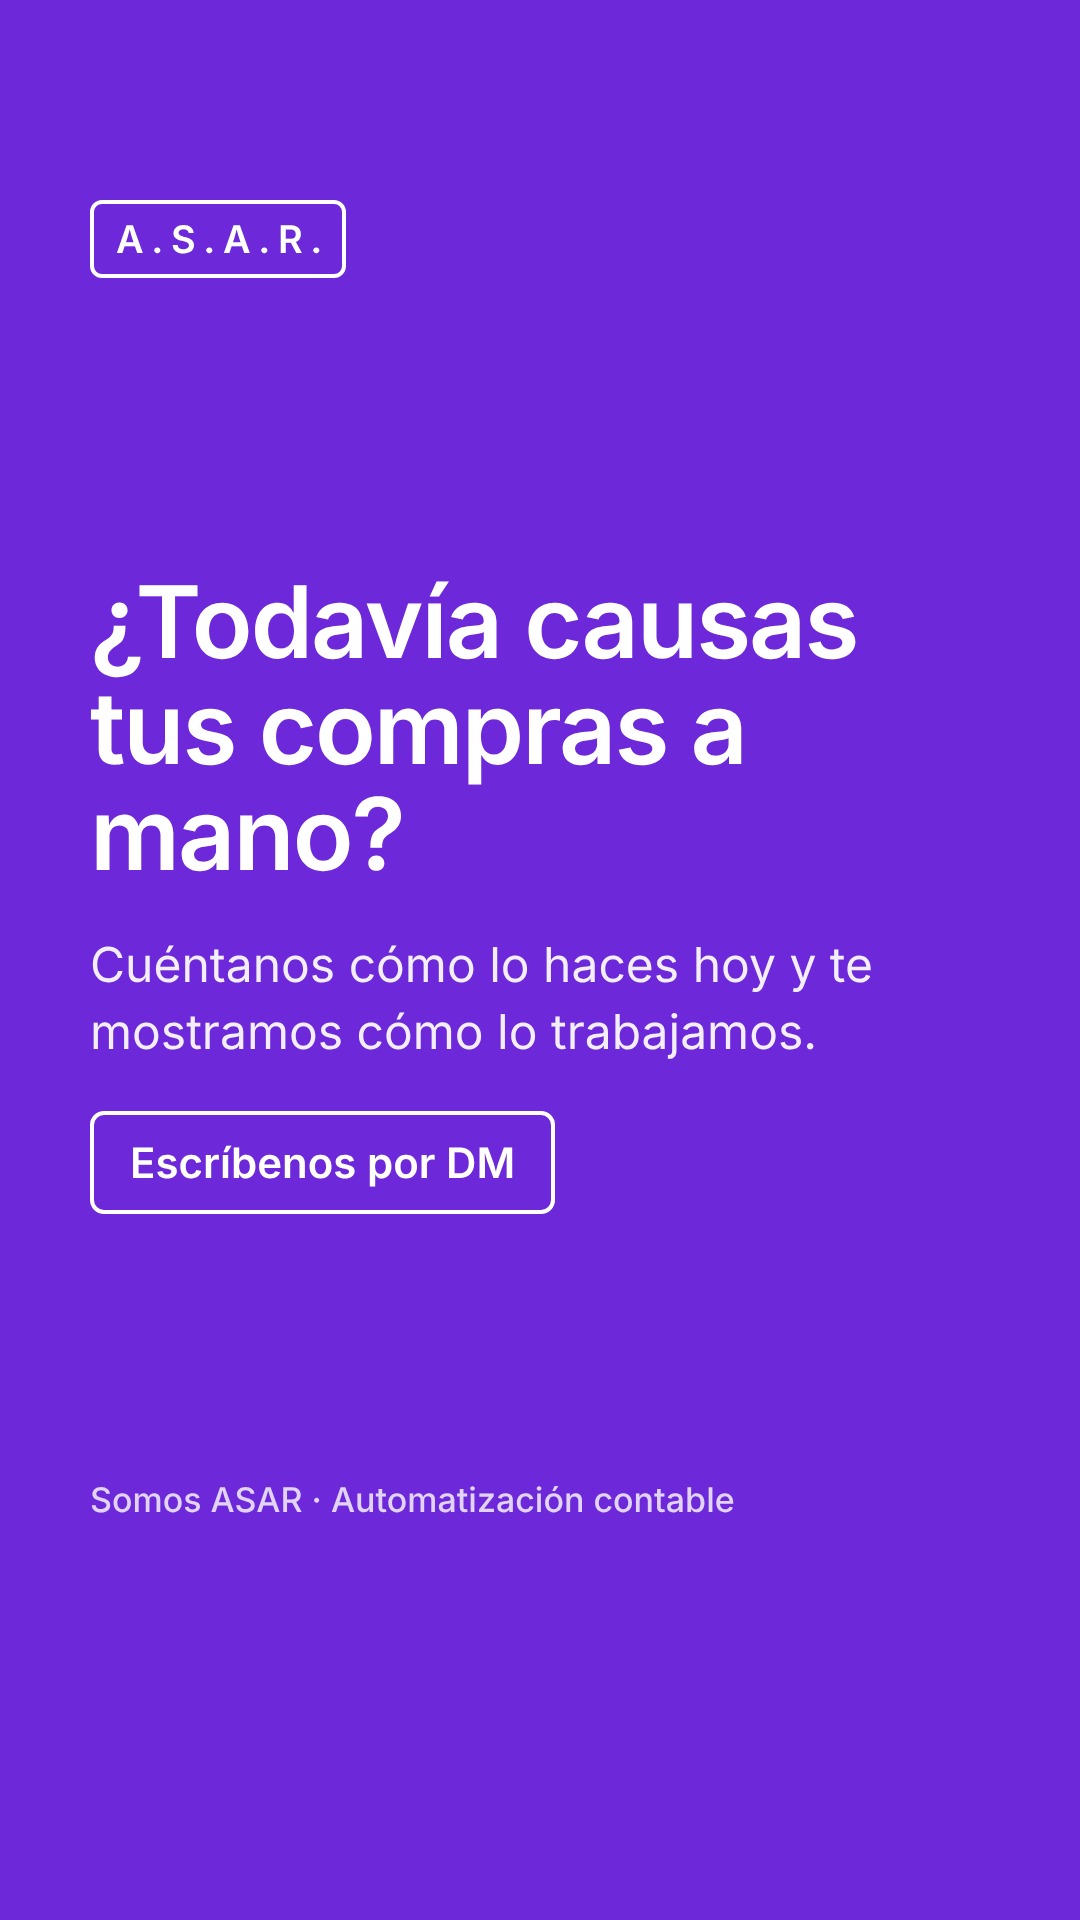 A.S.A.R.
¿Todavía causas
tus compras a
mano?
Cuéntanos cómo lo haces hoy y te
mostramos cómo lo trabajamos.
Escríbenos por DM
Somos ASAR · Automatización contable